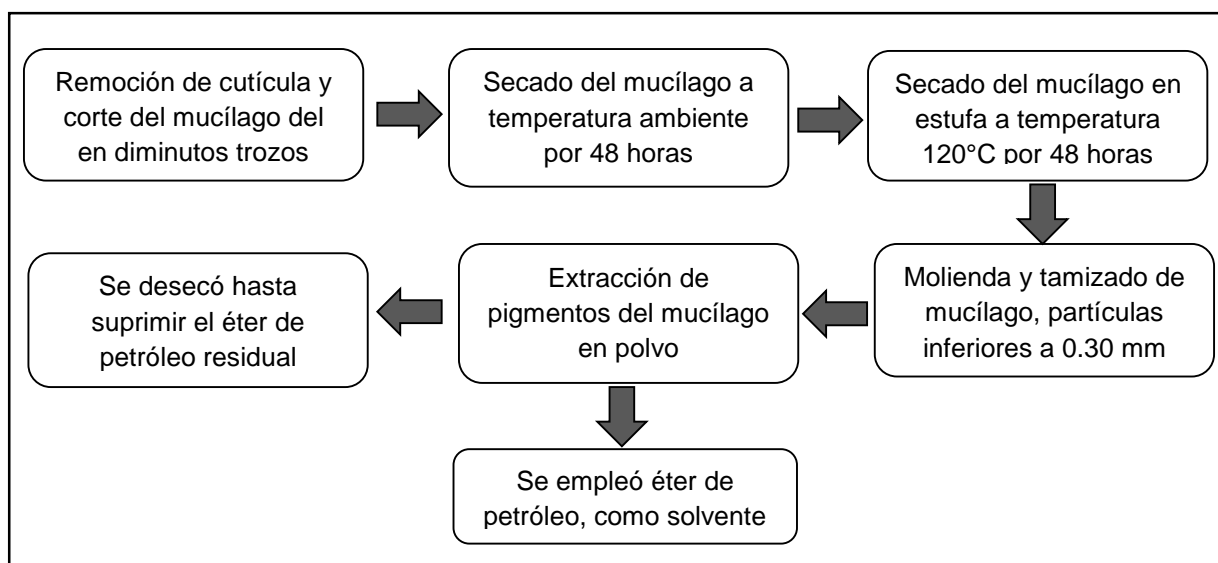 Remoción de cutícula y
corte del mucílago del
en diminutos trozos
Secado del mucílago a
temperatura ambiente
por 48 horas
Secado del mucílago en
estufa a temperatura
120°C por 48 horas
Molienda y tamizado de
mucílago, partículas
inferiores a 0.30 mm
Extracción de
pigmentos del mucílago
en polvo
Se desecó hasta
suprimir el éter de
petróleo residual
Se empleó éter de
petróleo, como solvente